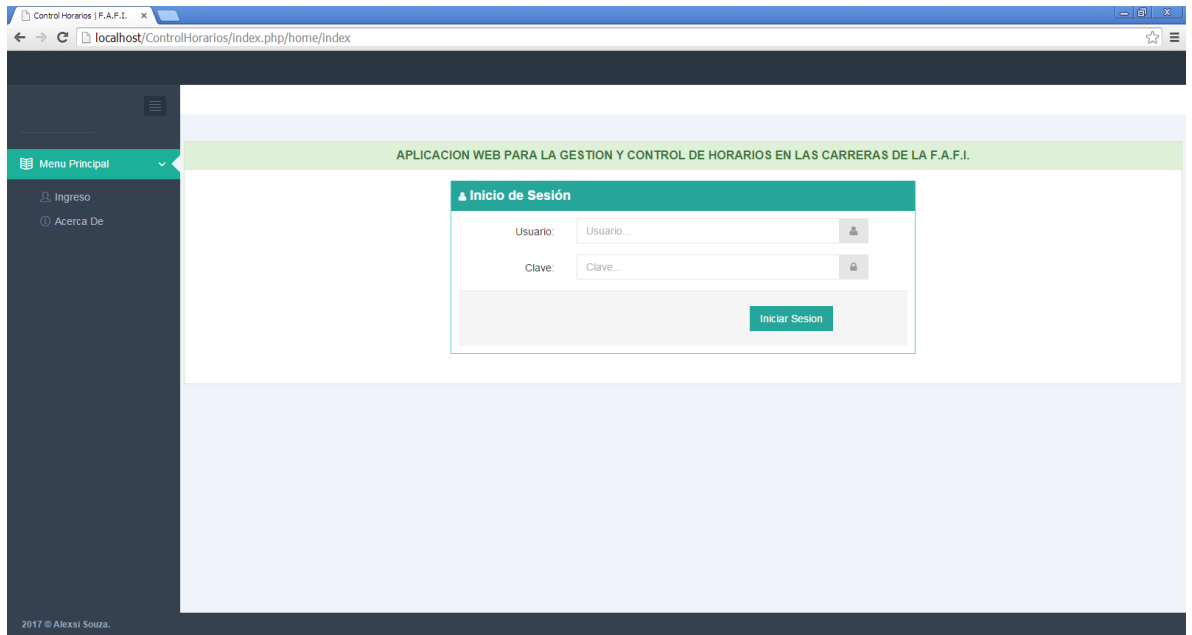 Control Horarios | F.A.F.I.
localhost/ControlHorarios/index.php/home/index
Menu Principal
Ingreso
Acerca De
APLICACION WEB PARA LA GESTION Y CONTROL DE HORARIOS EN LAS CARRERAS DE LA F.A.F.I.
Inicio de Sesión
Usuario:
Usuario...
Clave:
Clave...
Iniciar Sesion
2017 © Alexsi Souza.